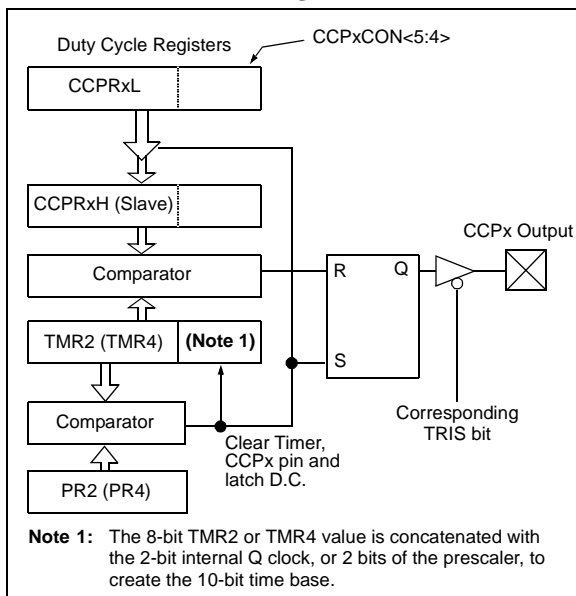 Duty Cycle Registers
CCPxCON<5:4>
CCPRxL
CCPRxH (Slave)
CCPx Output
Comparator
R
Q
TMR2 (TMR4)
(Note 1)
S
Comparator
Clear Timer,
CCPx pin and
latch D.C.
Corresponding
TRIS bit
PR2 (PR4)
Note 1: The 8-bit TMR2 or TMR4 value is concatenated with
the 2-bit internal Q clock, or 2 bits of the prescaler, to
create the 10-bit time base.